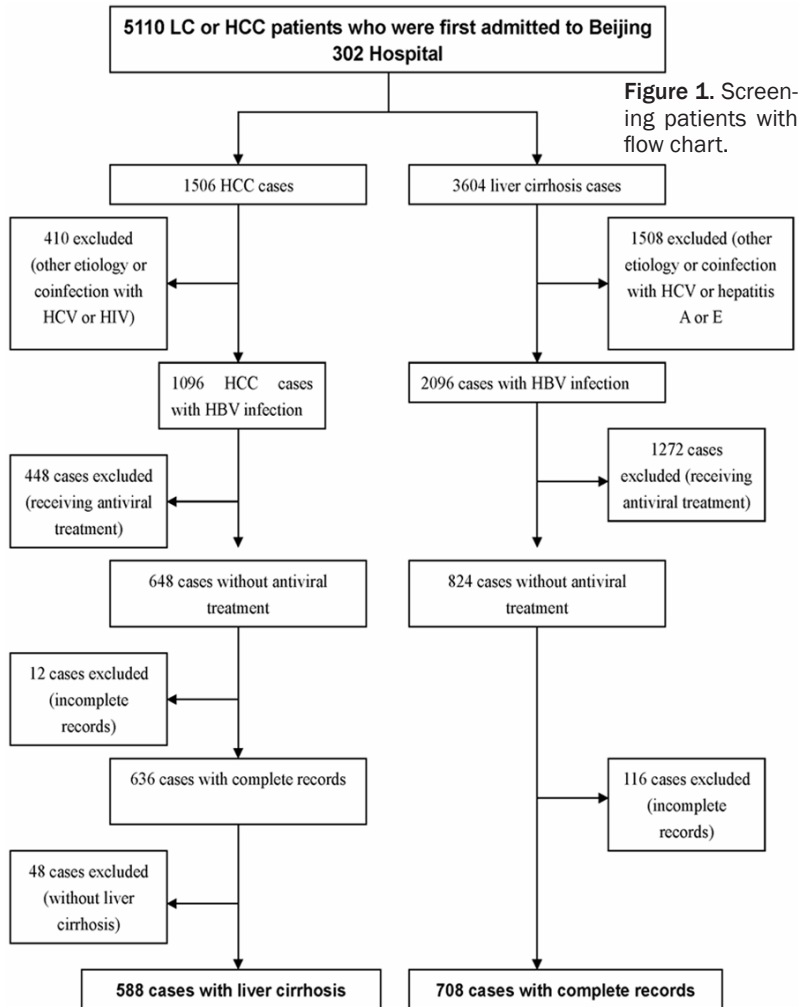 5110 LC or HCC patients who were first admitted to Beijing
302 Hospital
Figure 1. Screen-
ing patients with
flow chart.
1506 HCC cases
3604 liver cirrhosis cases
410 excluded
(other etiology or
coinfection with
HCV or HIV)
1508 excluded (other
etiology or coinfection
with HCV or hepatitis
A or E
1096 HCC cases
with HBV infection
2096 cases with HBV infection
448 cases excluded
(receiving antiviral
treatment)
1272 cases
excluded (receiving
antiviral treatment)
648 cases without antiviral
treatment
824 cases without antiviral
treatment
12 cases excluded
(incomplete
records)
636 cases with complete records
116 cases excluded
(incomplete
records)
48 cases excluded
(without liver
cirrhosis)
588 cases with liver cirrhosis
708 cases with complete records